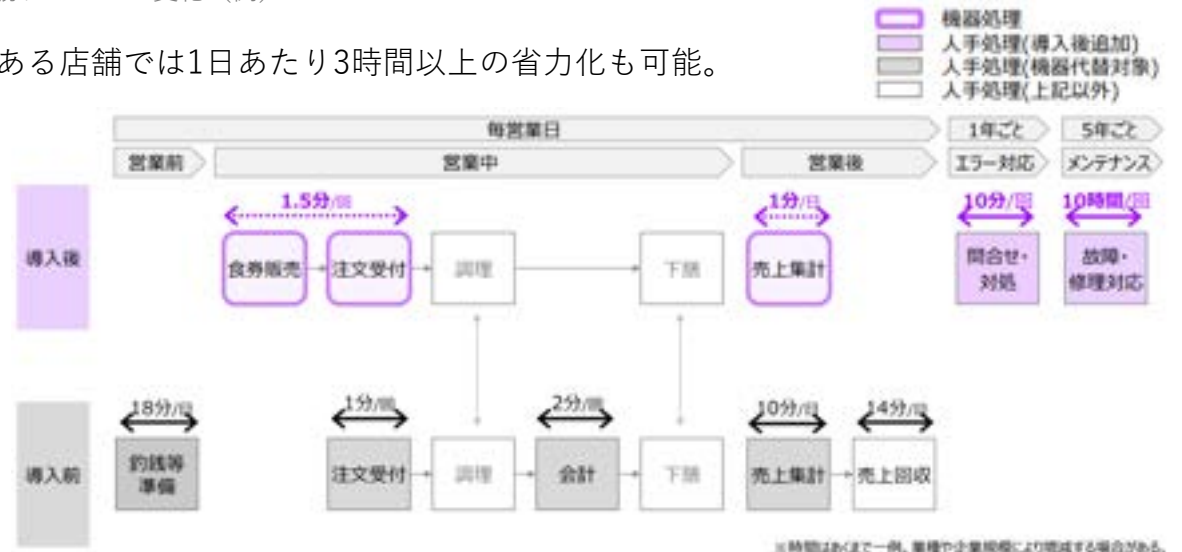 ある店舗では1日あたり3時間以上の省力化も可能。
機器処理
人手処理(導入後追加)
人手処理(機器代替対象)
人手処理(上記以外)
毎営業日
1年ごと
5年ごと
営業前
営業中
営業後
エラー対応
メンテナンス
導入後
1.5分/回
1分/日
10分/回
10時間/回
食券販売
注文受付
調理
下膳
売上集計
問合せ・
対処
故障・
修理対応
導入前
18分/日
1分/回
2分/回
10分/日
14分/日
釣銭等
準備
注文受付
調理
会計
下膳
売上集計
売上回収
※時間はあくまで一例。業種や企業規模により増減する場合がある。